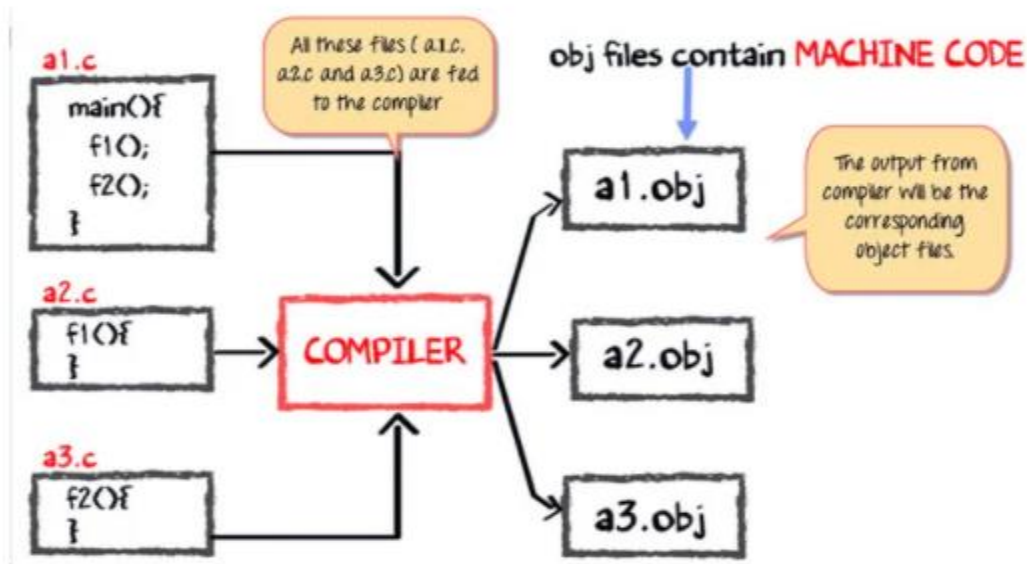 a1.c
main(){
f1();
f2();
}
All these files ( a1.c,
a2.c and a3.c) are fed
to the compiler
obj files contain MACHINE CODE
a1.obj
The output from
compiler will be the
corresponding
object files.
a2.c
f1(){
}
COMPILER
a2.obj
a3.c
f2(){
}
a3.obj